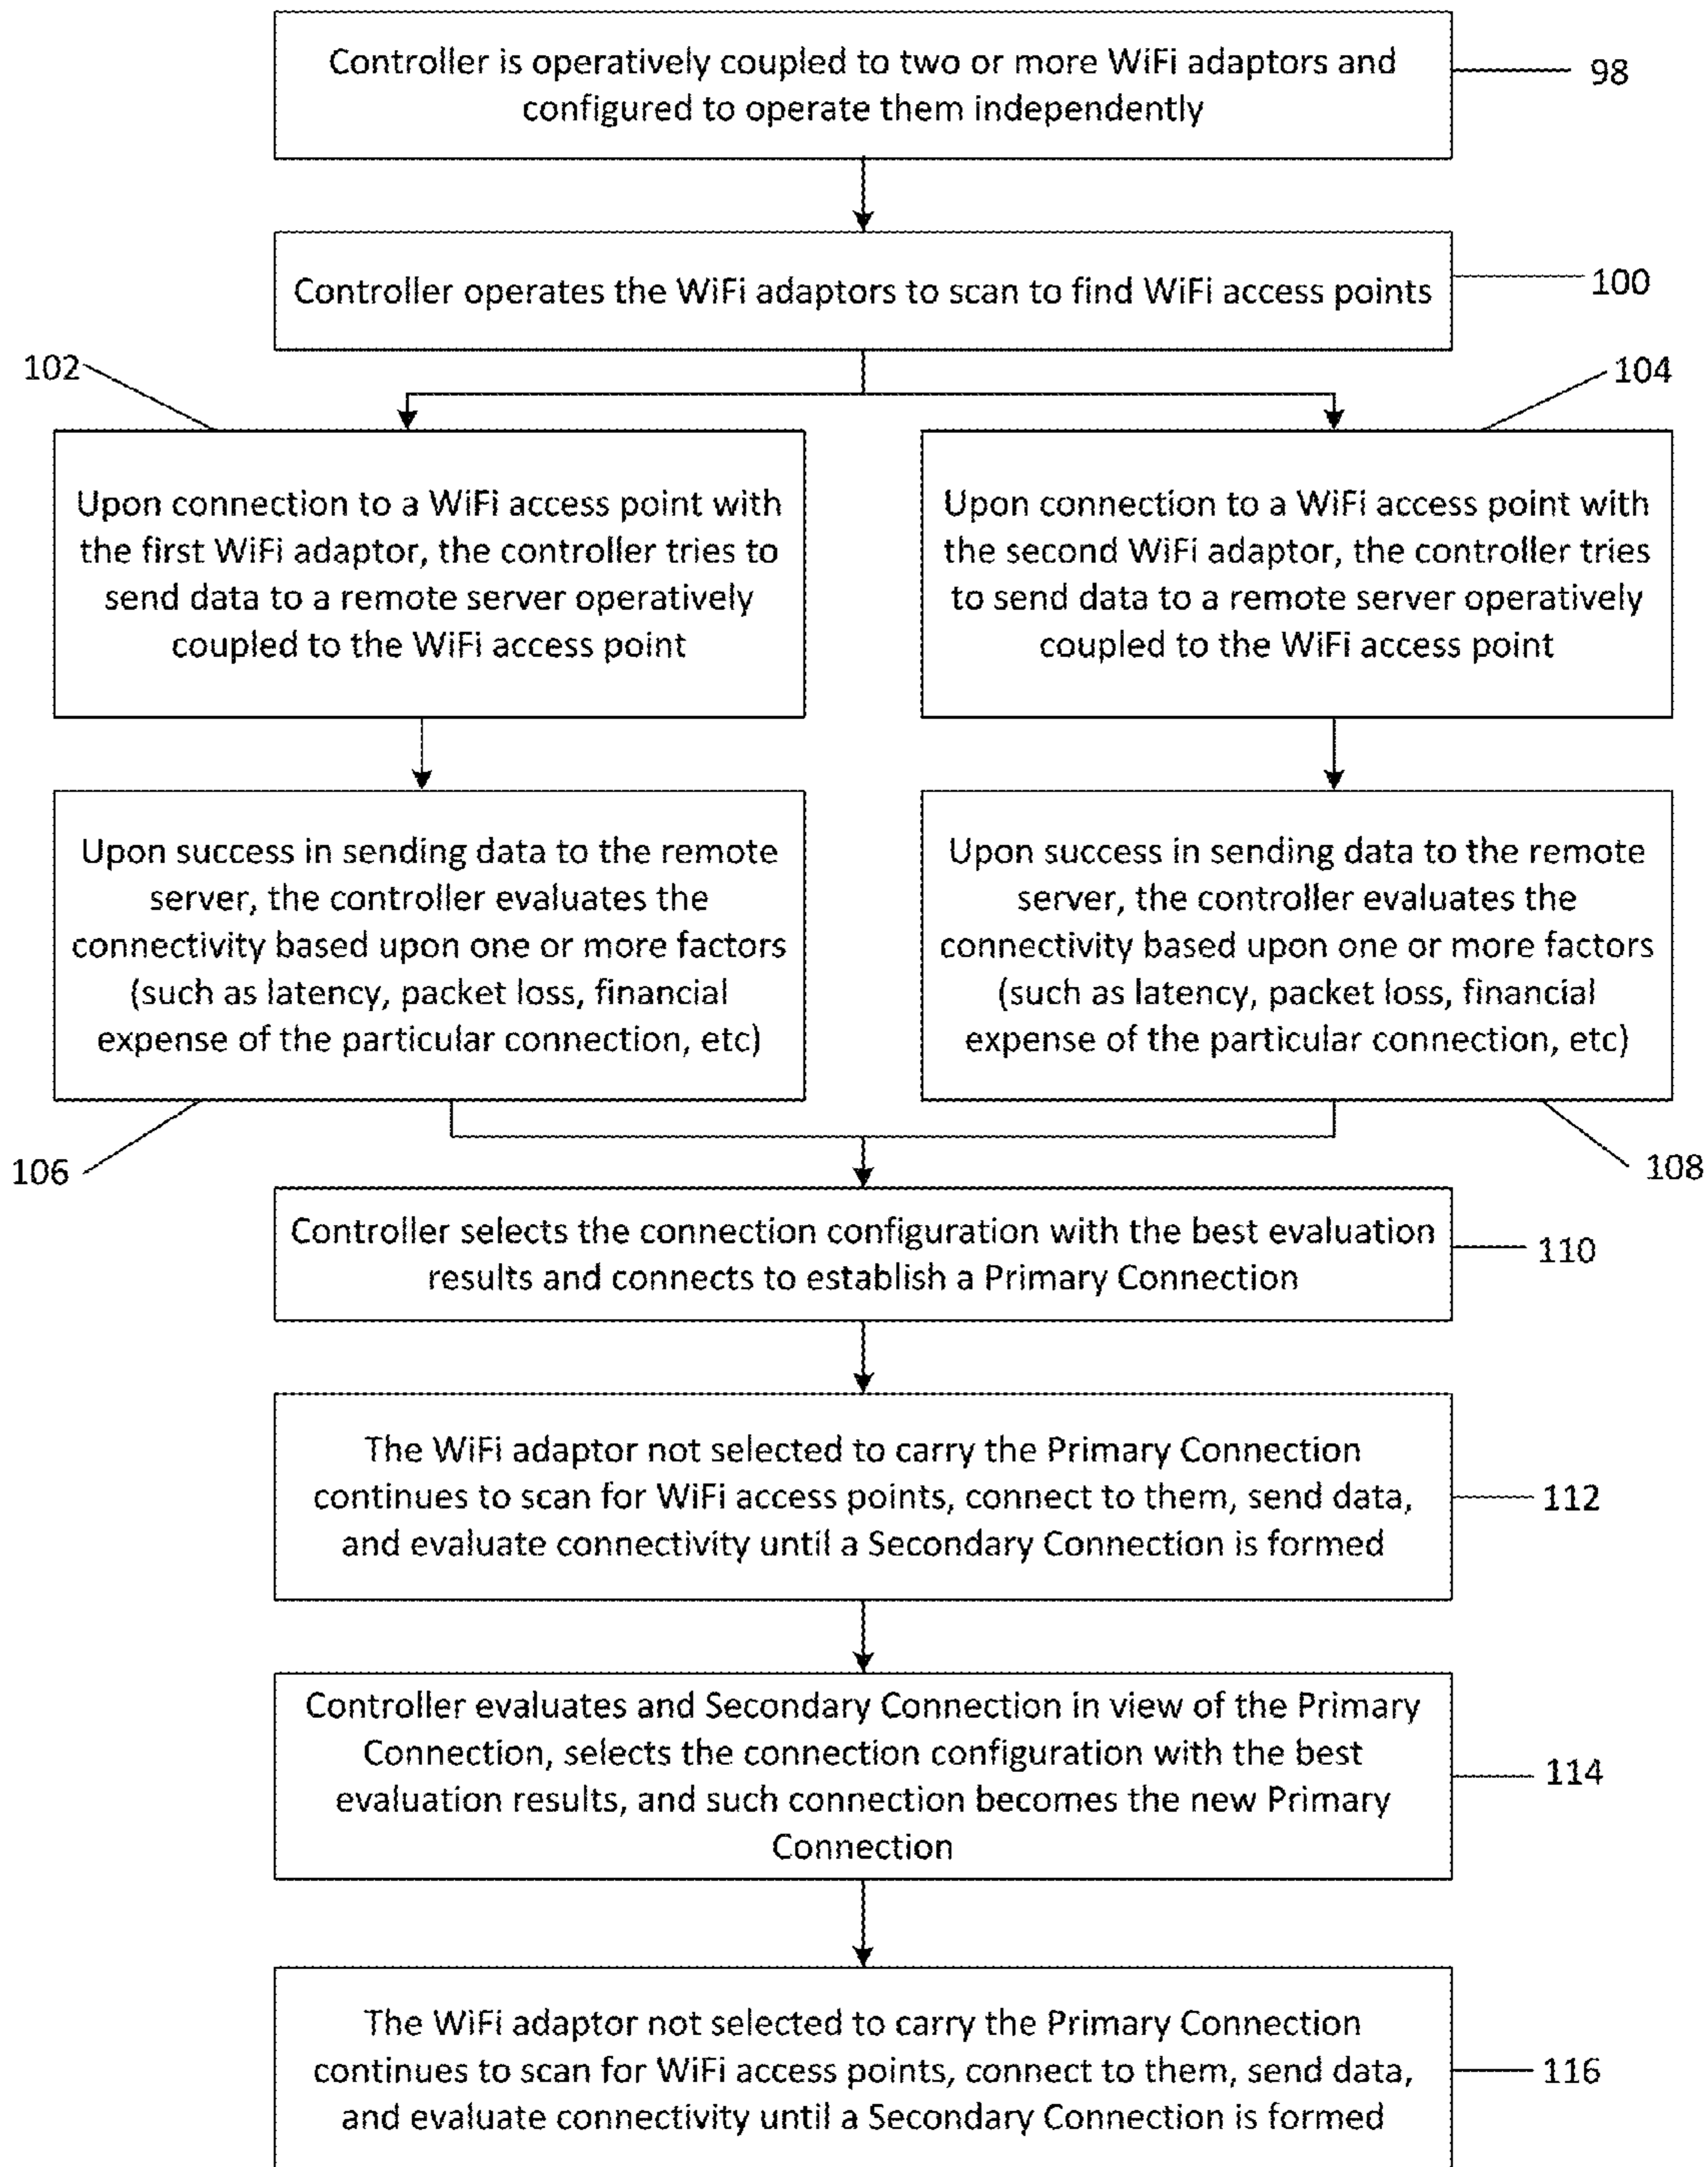 Controller is operatively coupled to two or more WiFi adaptors and
configured to operate them independently
98
Controller operates the WiFi adaptors to scan to find WiFi access points
100
102
104
Upon connection to a WiFi access point with
the first WiFi adaptor, the controller tries to
send data to a remote server operatively
coupled to the WiFi access point
Upon connection to a WiFi access point with
the second WiFi adaptor, the controller tries
to send data to a remote server operatively
coupled to the WiFi access point
Upon success in sending data to the remote
server, the controller evaluates the
connectivity based upon one or more factors
(such as latency, packet loss, financial
expense of the particular connection, etc)
Upon success in sending data to the remote
server, the controller evaluates the
connectivity based upon one or more factors
(such as latency, packet loss, financial
expense of the particular connection, etc)
106
108
Controller selects the connection configuration with the best evaluation
results and connects to establish a Primary Connection
110
The WiFi adaptor not selected to carry the Primary Connection
continues to scan for WiFi access points, connect to them, send data,
and evaluate connectivity until a Secondary Connection is formed
112
Controller evaluates and Secondary Connection in view of the Primary
Connection, selects the connection configuration with the best
evaluation results, and such connection becomes the new Primary
Connection
114
The WiFi adaptor not selected to carry the Primary Connection
continues to scan for WiFi access points, connect to them, send data,
and evaluate connectivity until a Secondary Connection is formed
116